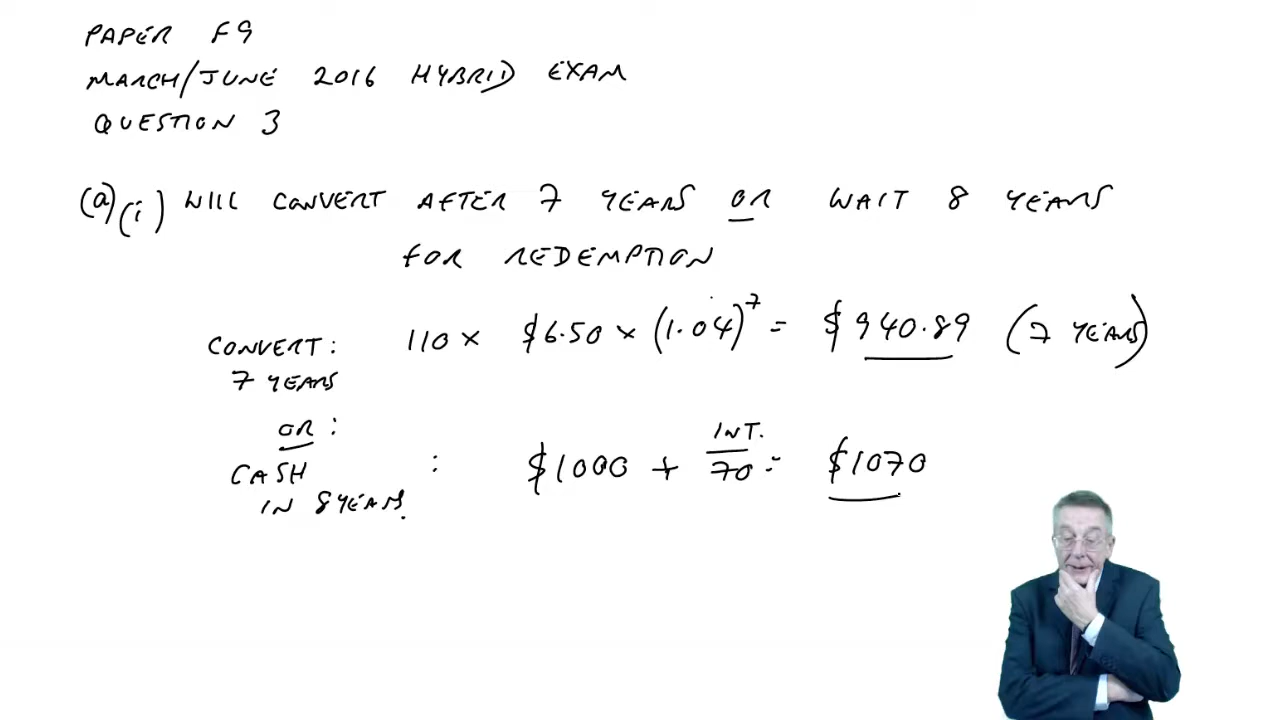 PAPER F9
MARCH/JUNE 2016 HYBRID EXAM
QUESTION 3
(a)(i) WILL CONVERT AFTER 7 YEARS OR WAIT 8 YEARS
FOR REDEMPTION
CONVERT: 110 × $6.50 × (1.04)^7 = $940.89 (7 YEARS)
7 YEARS
OR:
INT.
CASH : $1000 + 70 = $1070
IN 8 YEARS.